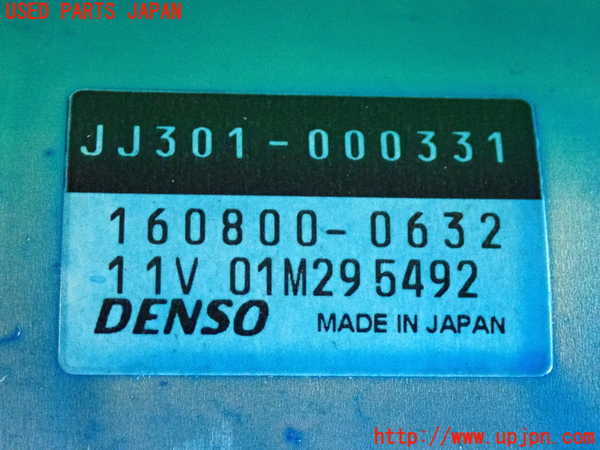 USED PARTS JAPAN
JJ301-000331
160800-0632
11V 01M295492
DENSO MADE IN JAPAN
http://www.upjpn.com/